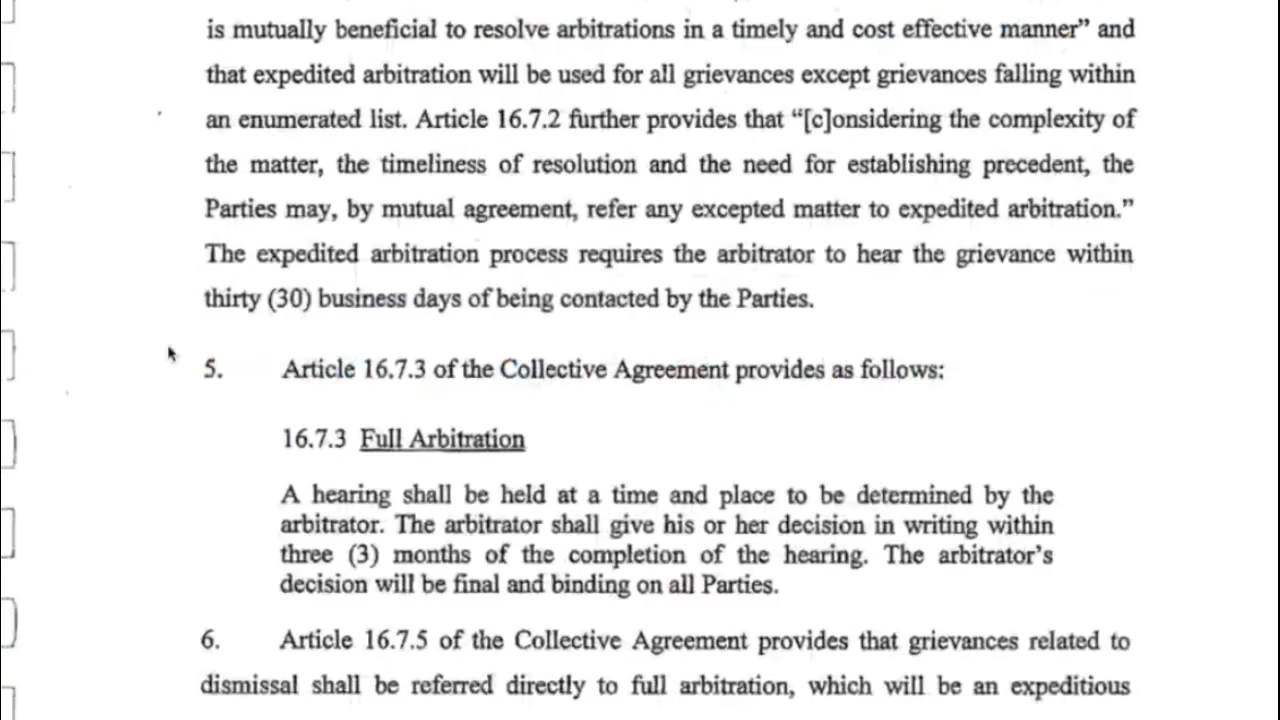 is mutually beneficial to resolve arbitrations in a timely and cost effective manner” and
that expedited arbitration will be used for all grievances except grievances falling within
an enumerated list. Article 16.7.2 further provides that “[c]onsidering the complexity of
the matter, the timeliness of resolution and the need for establishing precedent, the
Parties may, by mutual agreement, refer any excepted matter to expedited arbitration.”
The expedited arbitration process requires the arbitrator to hear the grievance within
thirty (30) business days of being contacted by the Parties.
5. Article 16.7.3 of the Collective Agreement provides as follows:
16.7.3 Full Arbitration
A hearing shall be held at a time and place to be determined by the
arbitrator. The arbitrator shall give his or her decision in writing within
three (3) months of the completion of the hearing. The arbitrator’s
decision will be final and binding on all Parties.
6. Article 16.7.5 of the Collective Agreement provides that grievances related to
dismissal shall be referred directly to full arbitration, which will be an expeditious